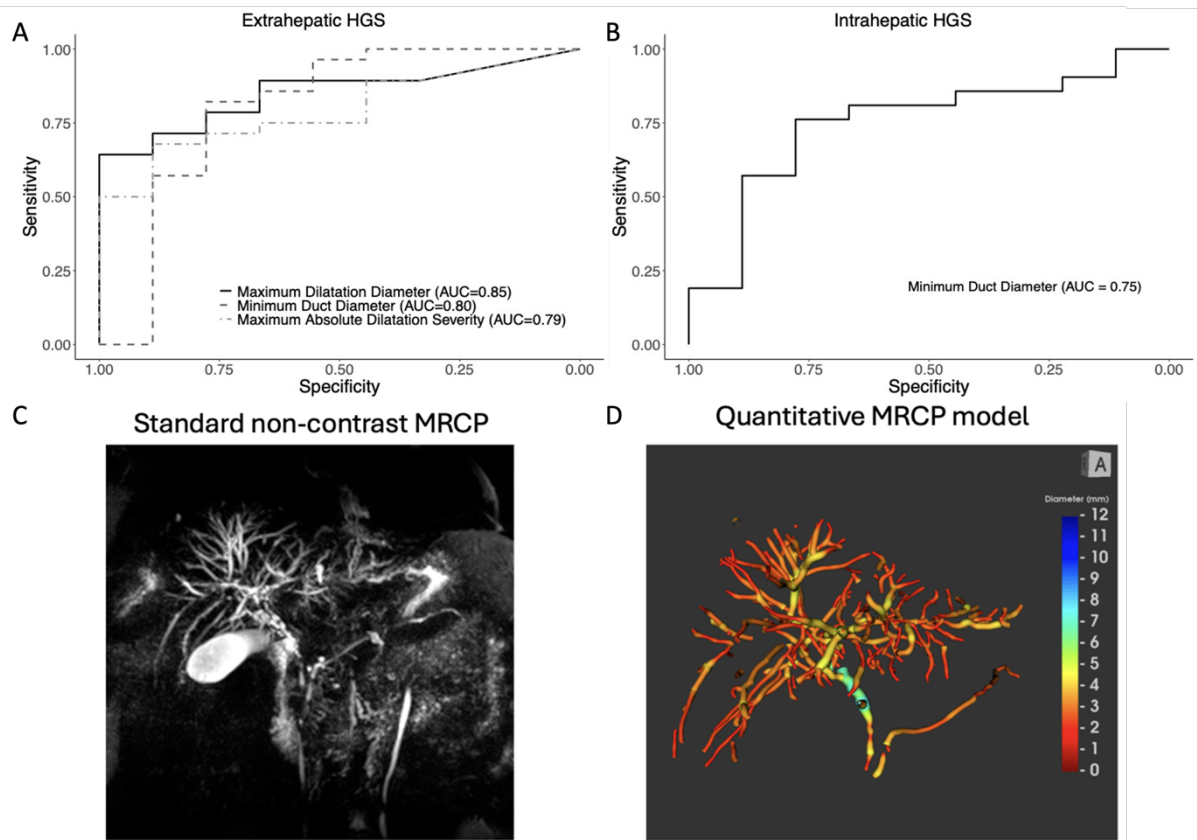 A
Extrahepatic HGS
1.00
0.75
0.50
0.25
0.00
Sensitivity
Maximum Dilatation Diameter (AUC=0.85)
Minimum Duct Diameter (AUC=0.80)
Maximum Absolute Dilatation Severity (AUC=0.79)
1.00 0.75 0.50 0.25 0.00
Specificity
B
Intrahepatic HGS
1.00
0.75
0.50
0.25
0.00
Sensitivity
Minimum Duct Diameter (AUC = 0.75)
1.00 0.75 0.50 0.25 0.00
Specificity
C
Standard non-contrast MRCP
D
Quantitative MRCP model
A
Diameter (mm)
12
11
10
9
8
7
6
5
4
3
2
1
0